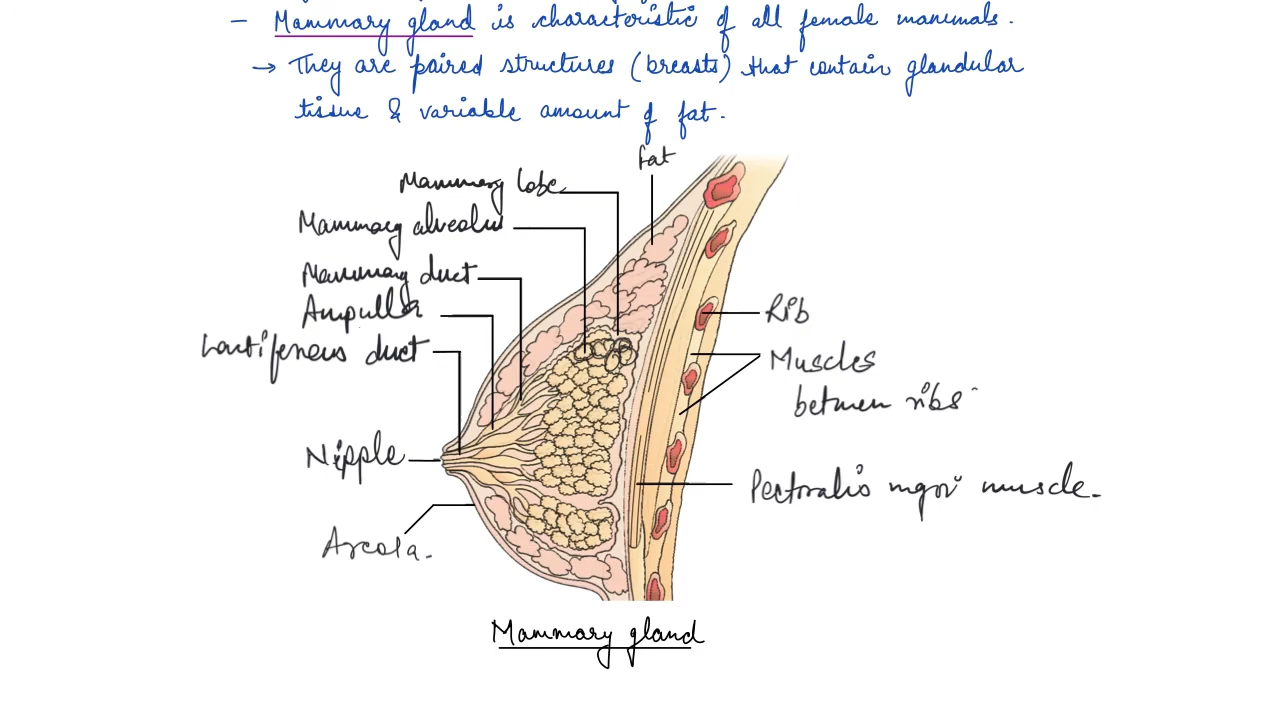 - Mammary gland is characteristic of all female mammals.
→ They are paired structures (breasts) that contain glandular
tissue & variable amount of fat.
fat
Mammary lobe
Mammary alveolus
Mammary duct
Ampulla
Lactiferous duct
Nipple
Areola.
Rib
Muscles
between ribs
Pectoralis major muscle.
Mammary gland